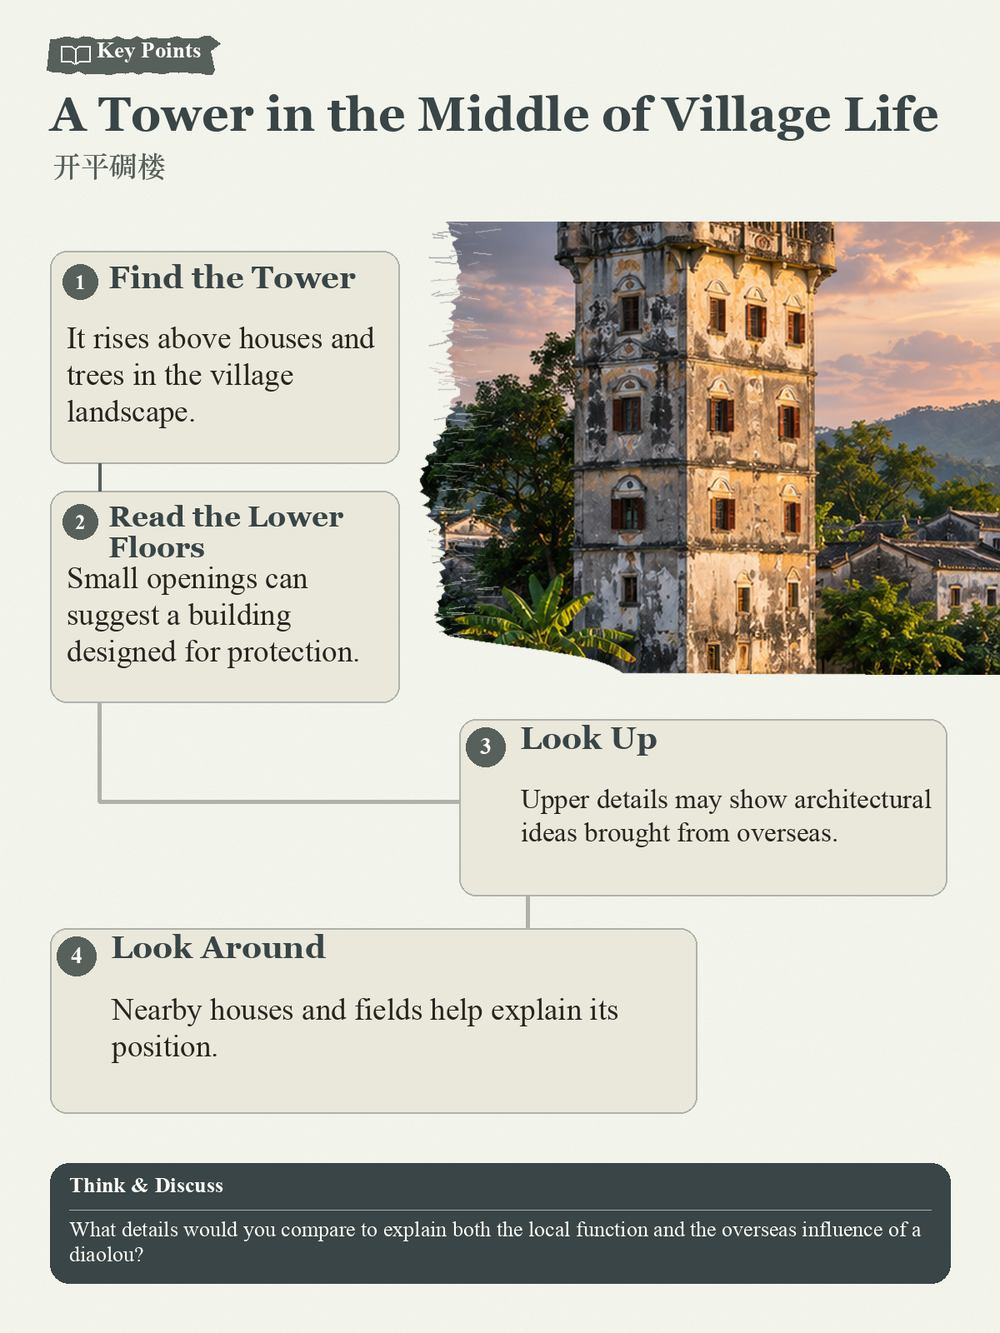 Key Points
A Tower in the Middle of Village Life
开平碉楼
1 Find the Tower
It rises above houses and
trees in the village
landscape.
2 Read the Lower
Floors
Small openings can
suggest a building
designed for protection.
3 Look Up
Upper details may show architectural
ideas brought from overseas.
4 Look Around
Nearby houses and fields help explain its
position.
Think & Discuss
What details would you compare to explain both the local function and the overseas influence of a
diaolou?